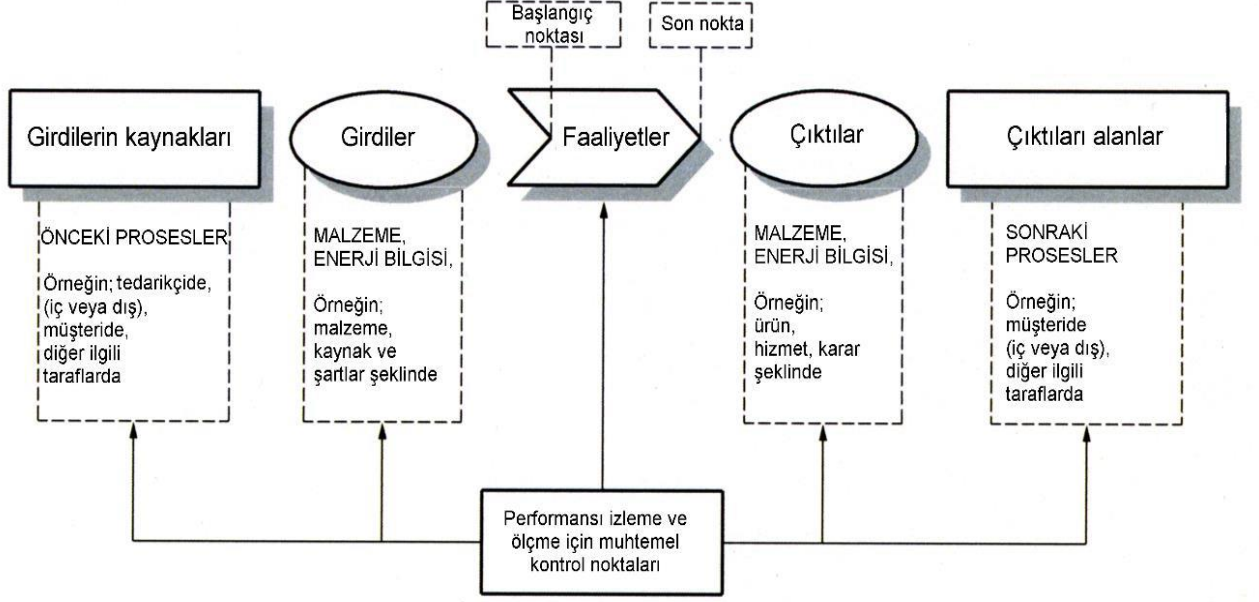 Başlangıç
noktası
Son nokta
Girdilerin kaynakları
Girdiler
Faaliyetler
Çıktılar
Çıktıları alanlar
ÖNCEKİ PROSESLER
Örneğin; tedarikçide,
(iç veya dış),
müşteride,
diğer ilgili
taraflarda
MALZEME,
ENERJİ BİLGİSİ,
Örneğin;
malzeme,
kaynak ve
şartlar şeklinde
MALZEME,
ENERJİ BİLGİSİ,
Örneğin;
ürün,
hizmet, karar
şeklinde
SONRAKİ
PROSESLER
Örneğin;
müşteride
(iç veya dış),
diğer ilgili
taraflarda
Performansı izleme ve
ölçme için muhtemel
kontrol noktaları